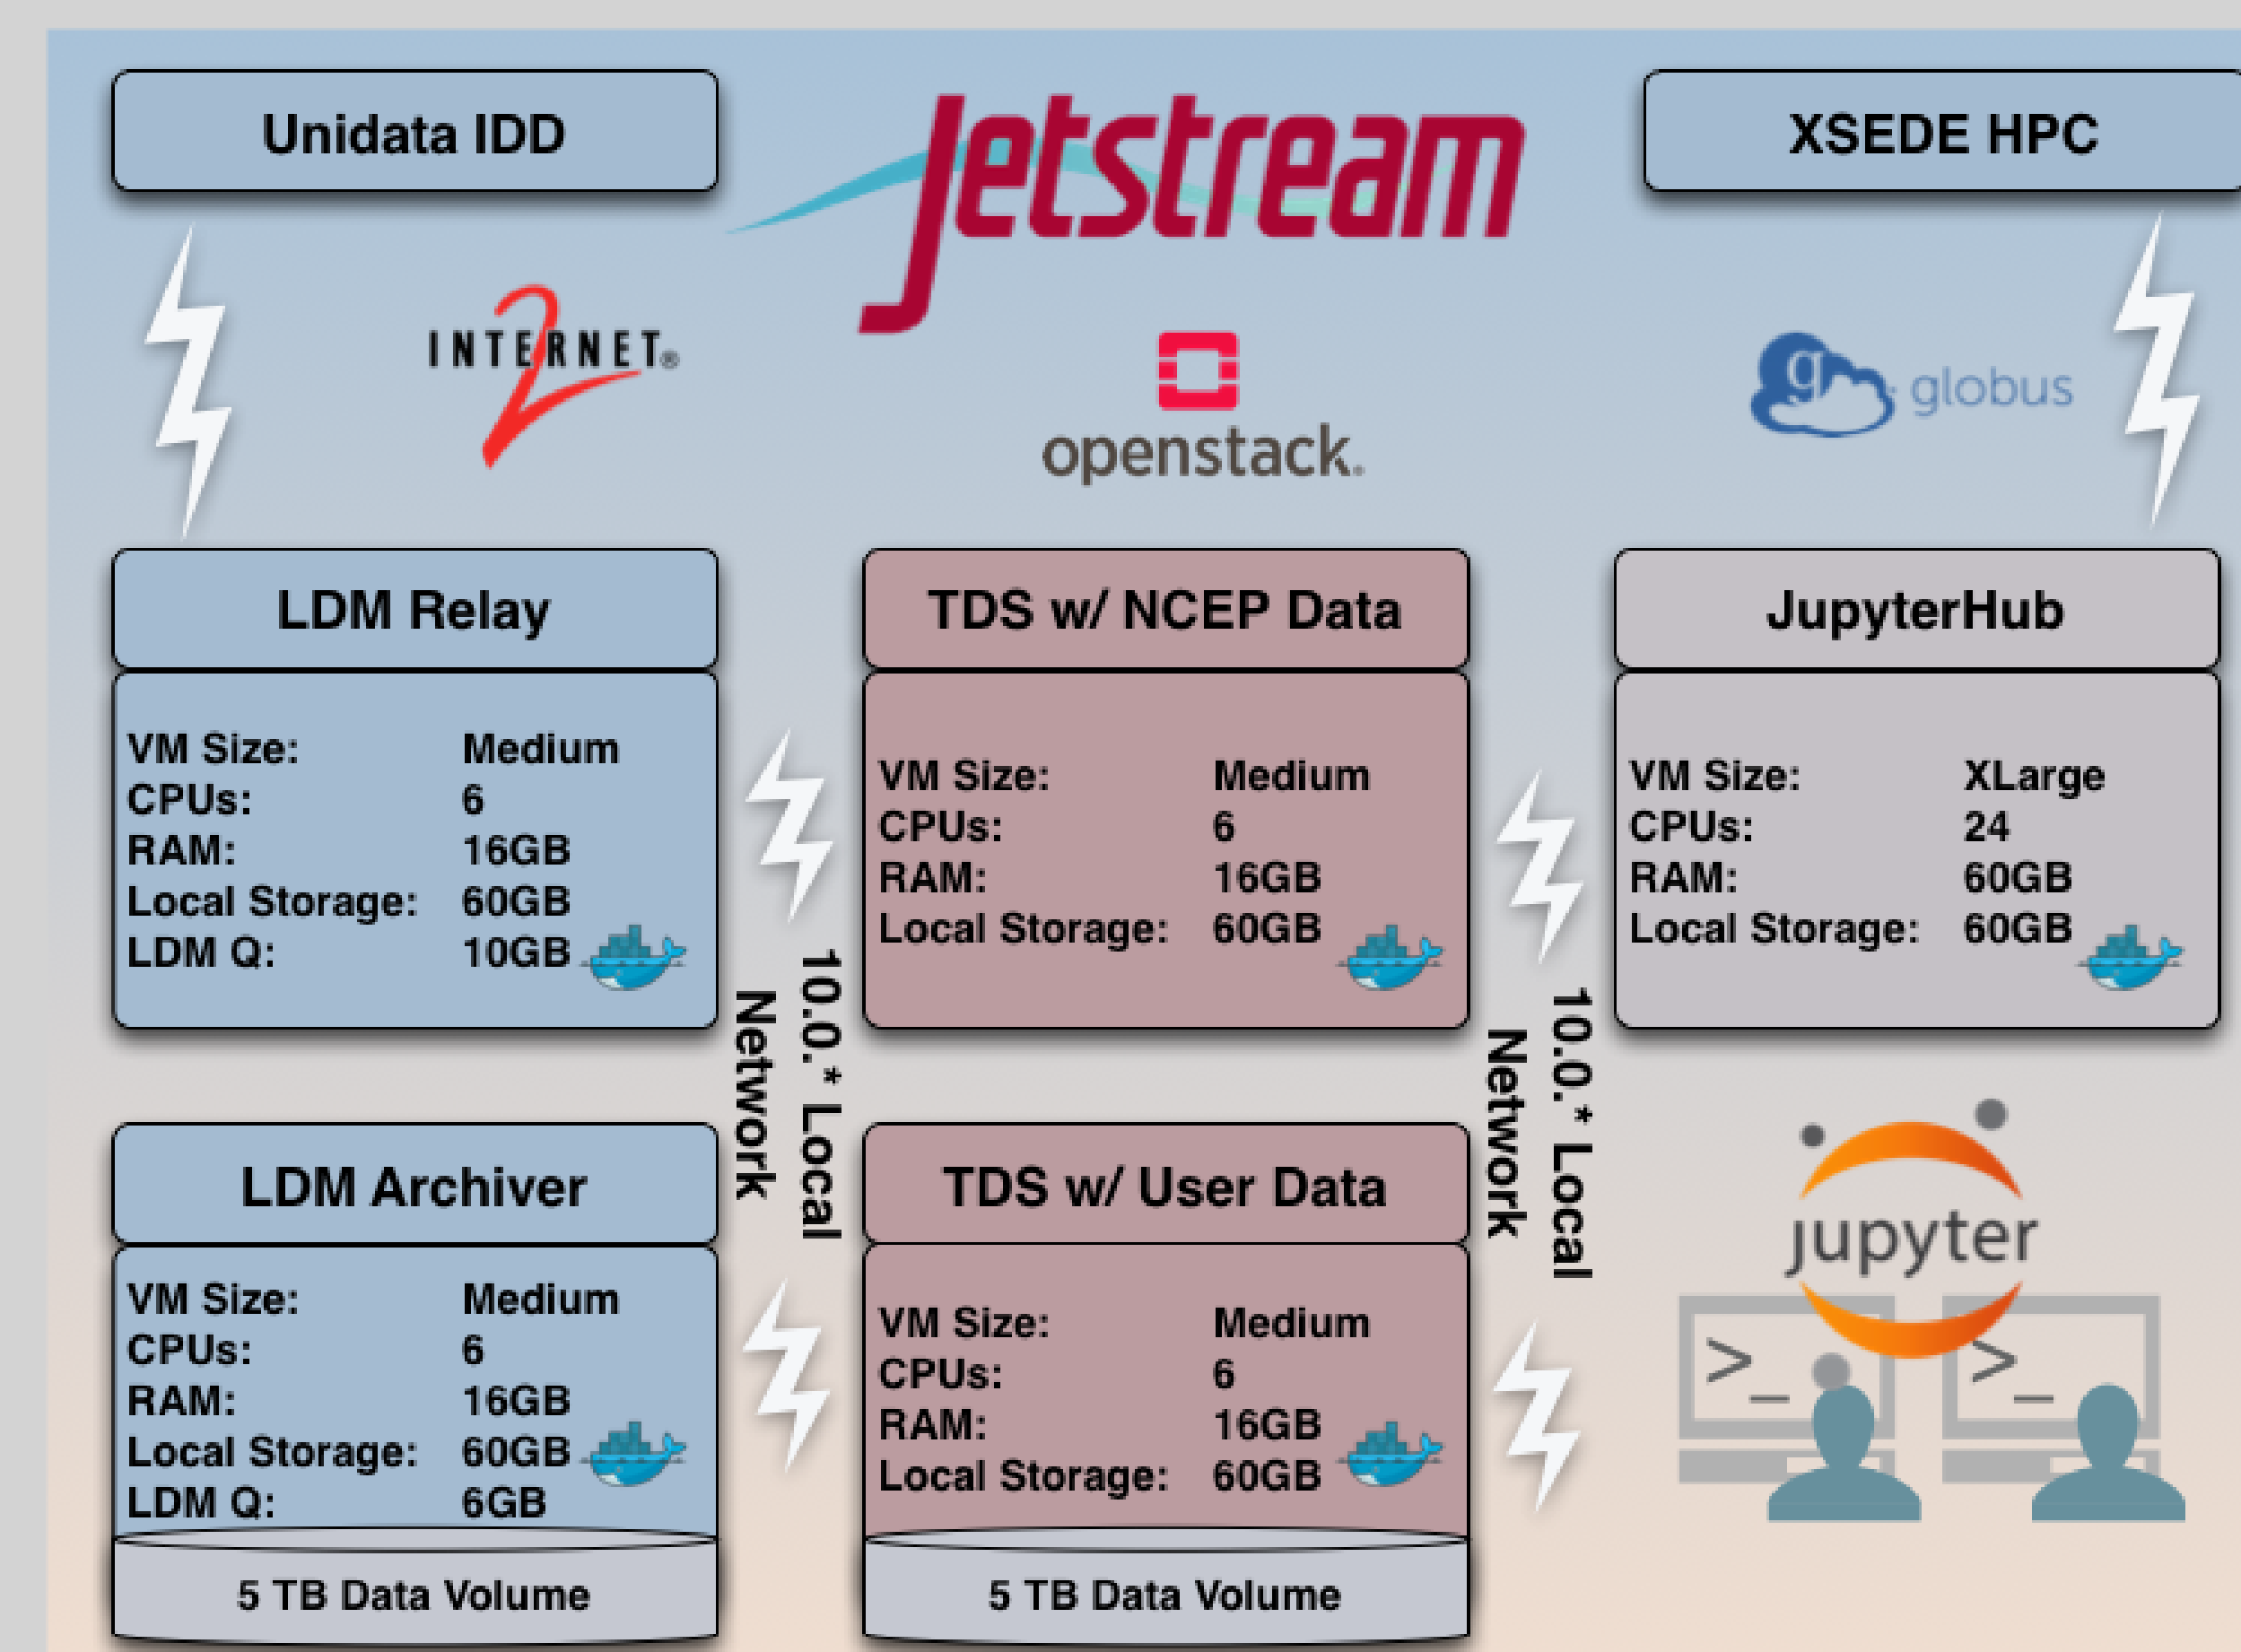 Unidata IDD
Jetstream
XSEDE HPC
INTERNET®
2
openstack.
globus
LDM Relay
VM Size: Medium
CPUs: 6
RAM: 16GB
Local Storage: 60GB
LDM Q: 10GB
TDS w/ NCEP Data
VM Size: Medium
CPUs: 6
RAM: 16GB
Local Storage: 60GB
JupyterHub
VM Size: XLarge
CPUs: 24
RAM: 60GB
Local Storage: 60GB
10.0.* Local
Network
10.0.* Local
Network
LDM Archiver
VM Size: Medium
CPUs: 6
RAM: 16GB
Local Storage: 60GB
LDM Q: 6GB
5 TB Data Volume
TDS w/ User Data
VM Size: Medium
CPUs: 6
RAM: 16GB
Local Storage: 60GB
5 TB Data Volume
jupyter
>_ >_